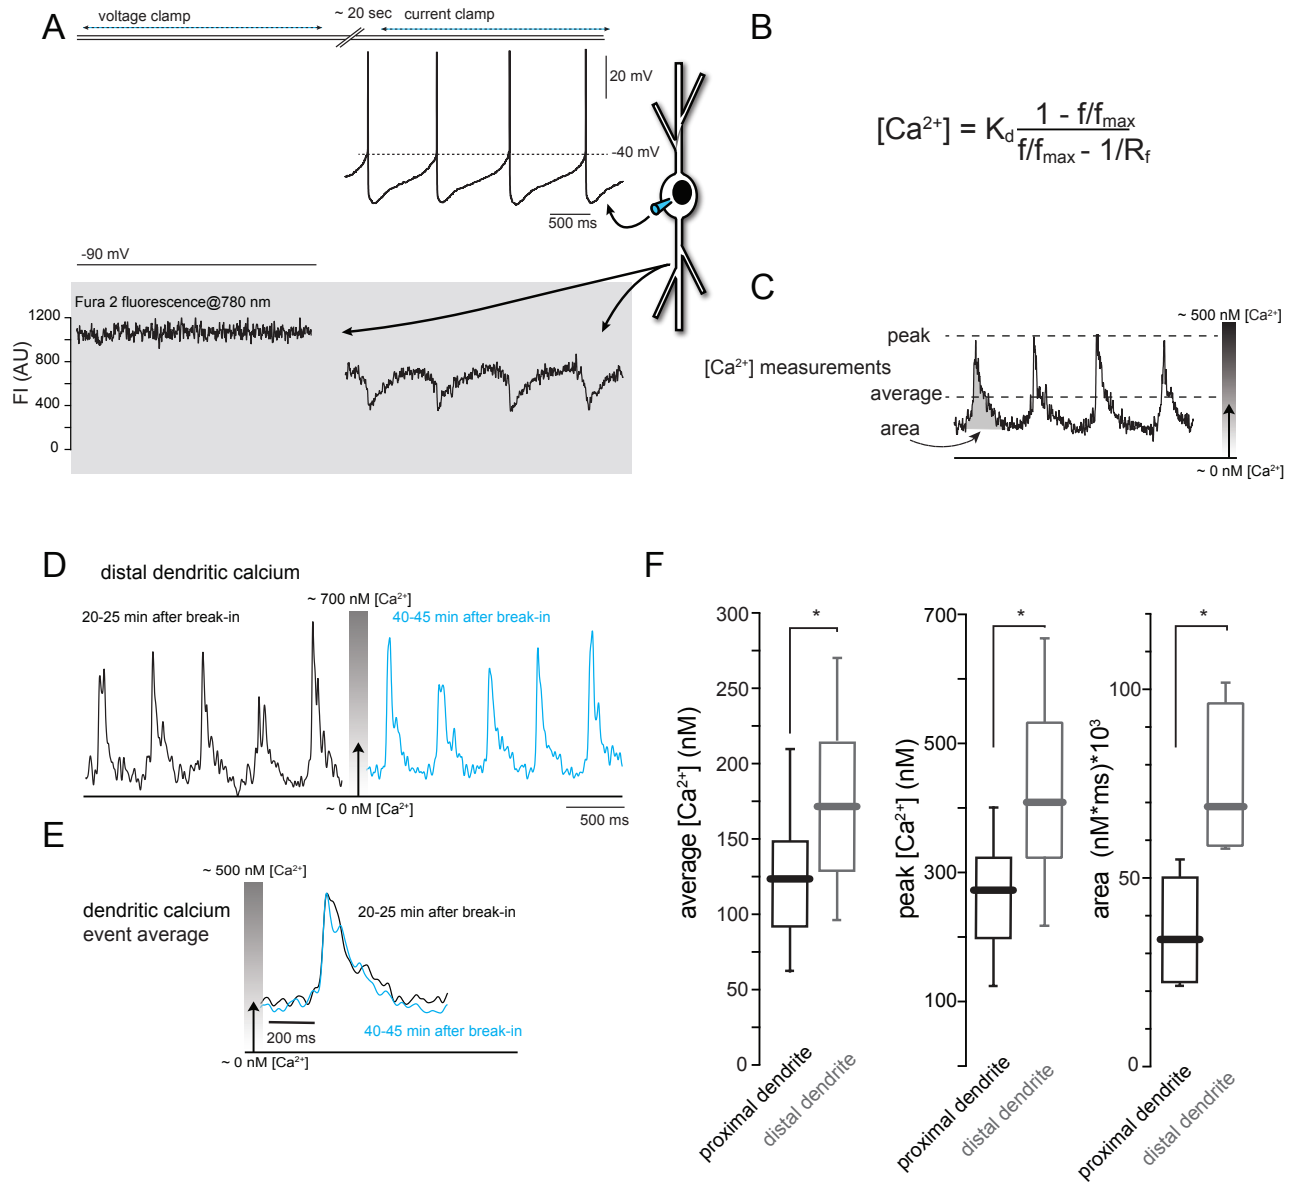 A
voltage clamp
~ 20 sec
current clamp
20 mV
-40 mV
500 ms
-90 mV
Fura 2 fluorescence@780 nm
1200
800
400
0
FI (AU)
B
[Ca²⁺] = K_d (1 - f/f_max) / (f/f_max - 1/R_f)
C
~ 500 nM [Ca²⁺]
peak
[Ca²⁺] measurements
average
area
~ 0 nM [Ca²⁺]
D
distal dendritic calcium
~ 700 nM [Ca²⁺]
20-25 min after break-in
40-45 min after break-in
~ 0 nM [Ca²⁺]
500 ms
E
~ 500 nM [Ca²⁺]
dendritic calcium
event average
20-25 min after break-in
200 ms
40-45 min after break-in
~ 0 nM [Ca²⁺]
F
average [Ca²⁺] (nM)
300
250
200
150
100
50
0
*
proximal dendrite
distal dendrite
peak [Ca²⁺] (nM)
700
500
300
100
*
proximal dendrite
distal dendrite
area (nM*ms)*10³
100
50
0
*
proximal dendrite
distal dendrite